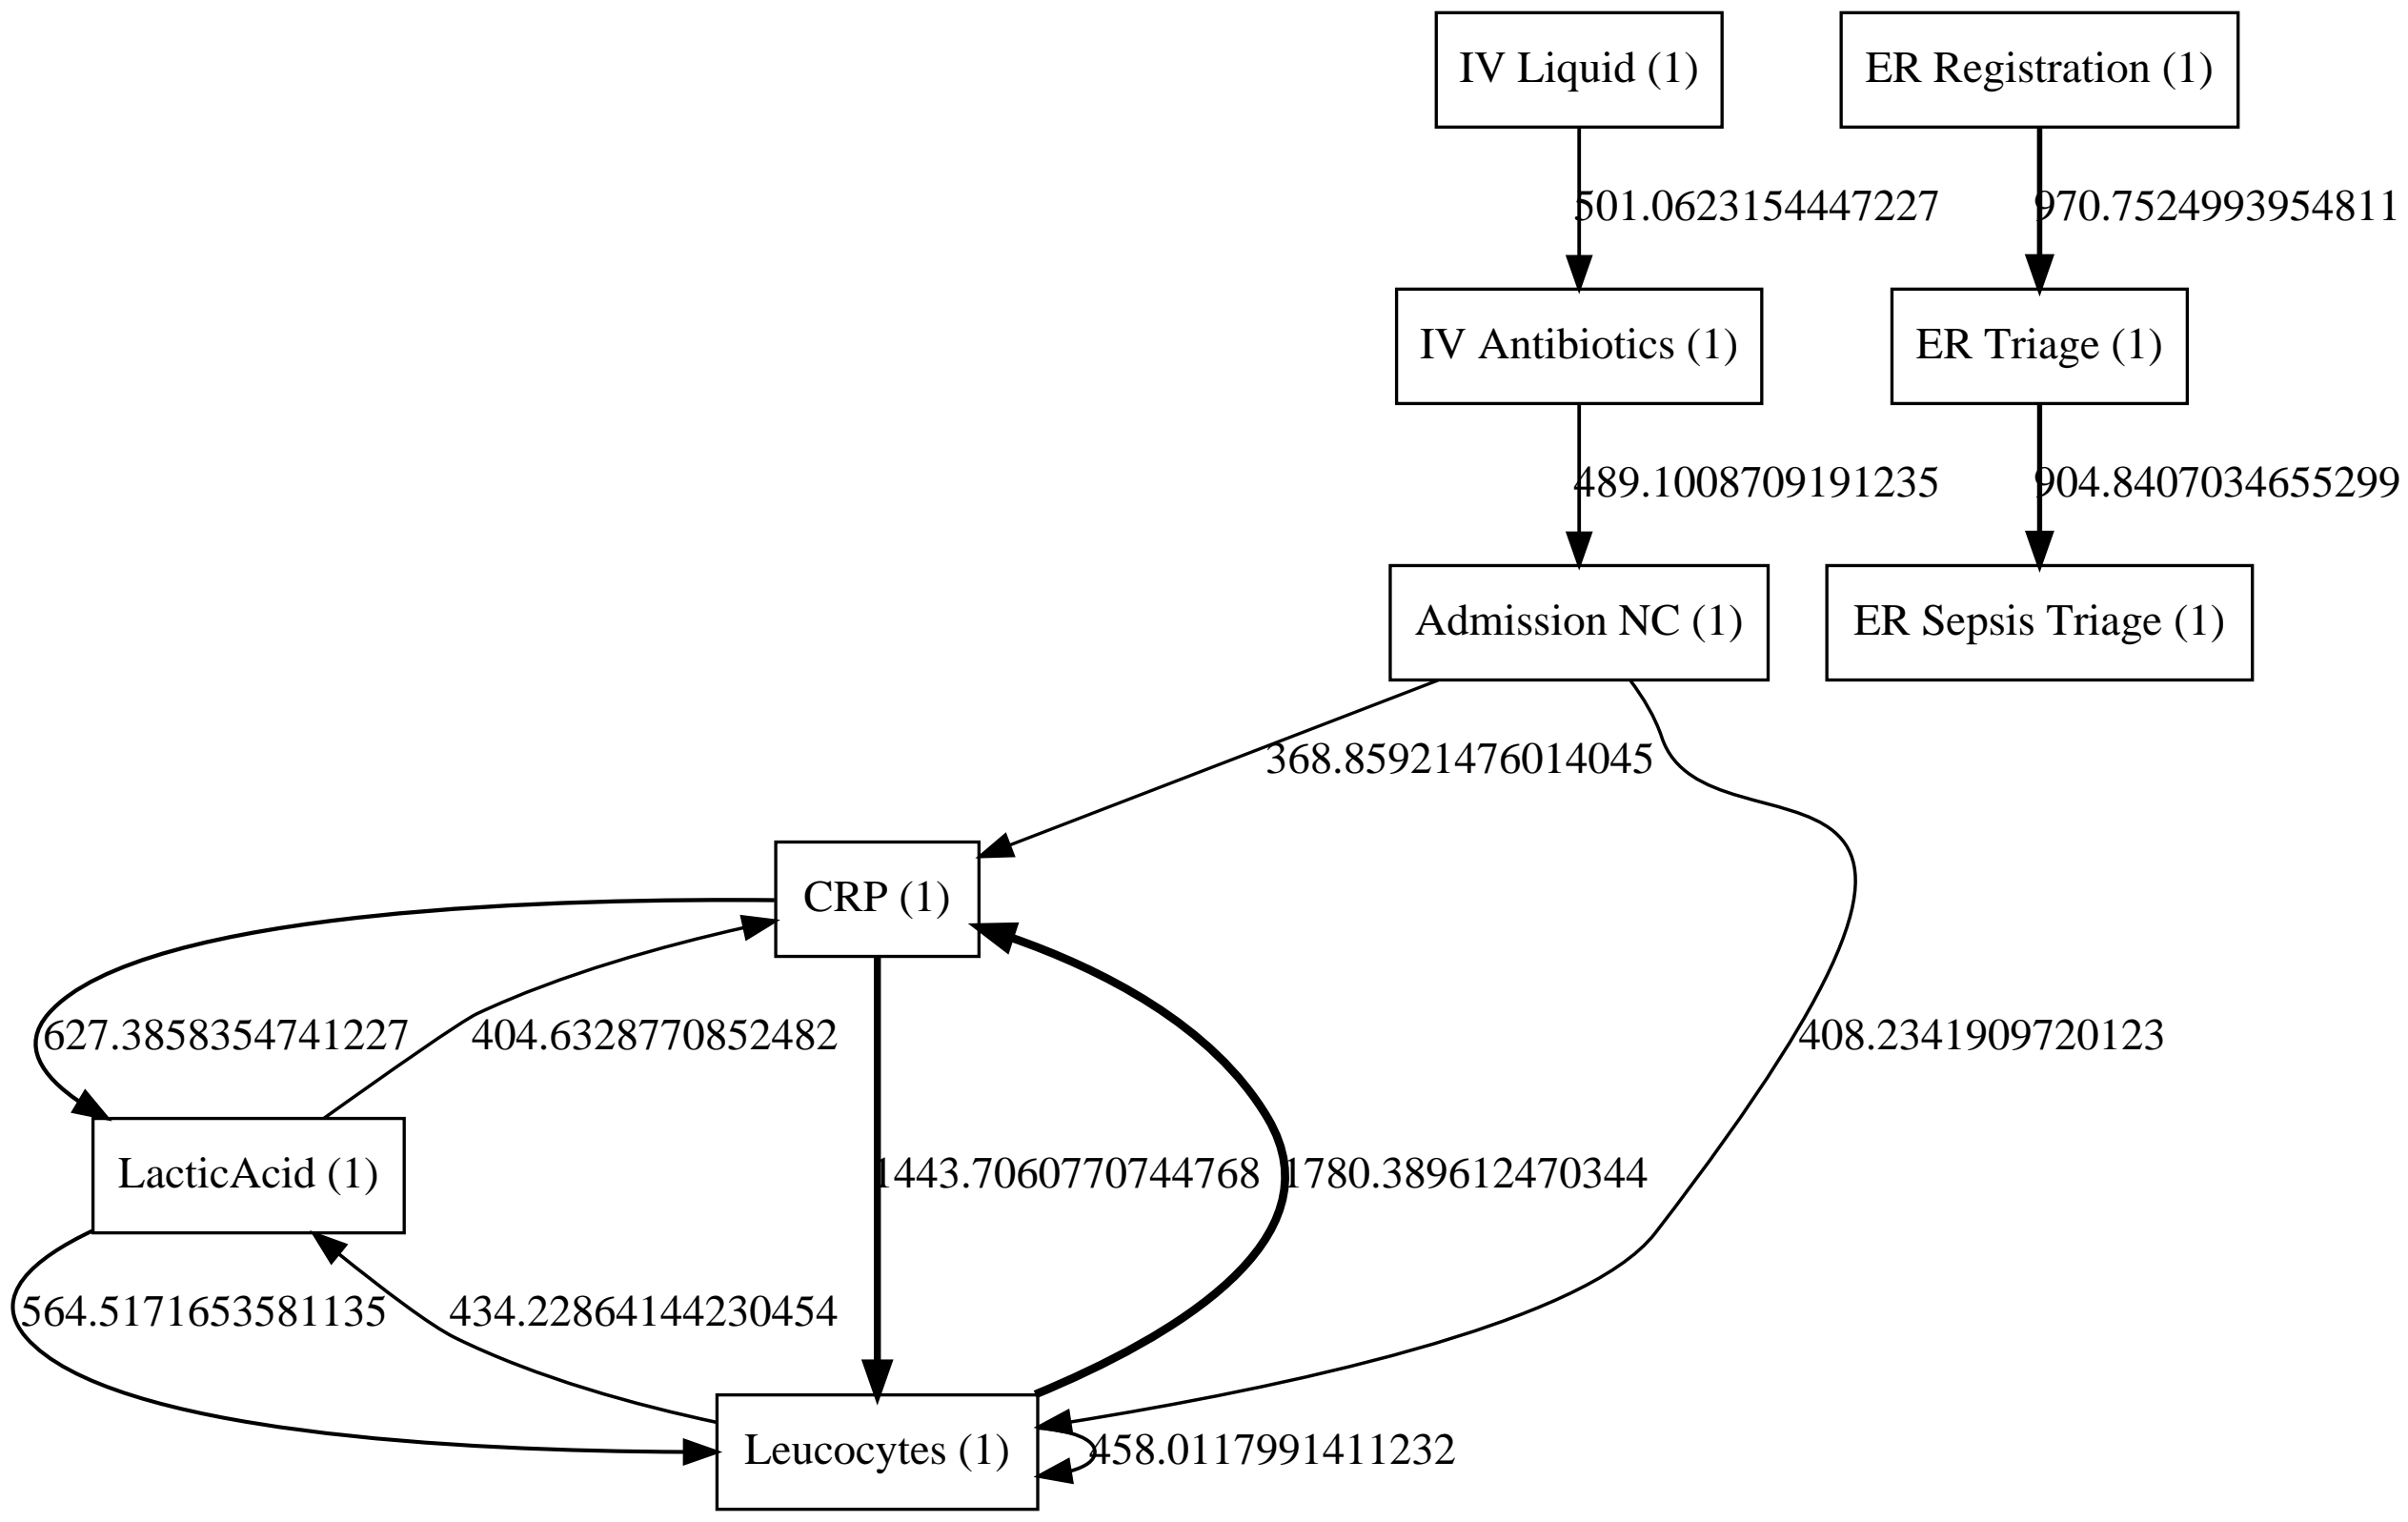 IV Liquid (1)
ER Registration (1)
501.0623154447227
970.7524993954811
IV Antibiotics (1)
ER Triage (1)
489.1008709191235
904.8407034655299
Admission NC (1)
ER Sepsis Triage (1)
368.85921476014045
CRP (1)
627.3858354741227
404.6328770852482
408.2341909720123
LacticAcid (1)
1443.7060770744768
1780.389612470344
564.5171653581135
434.22864144230454
Leucocytes (1)
458.0117991411232